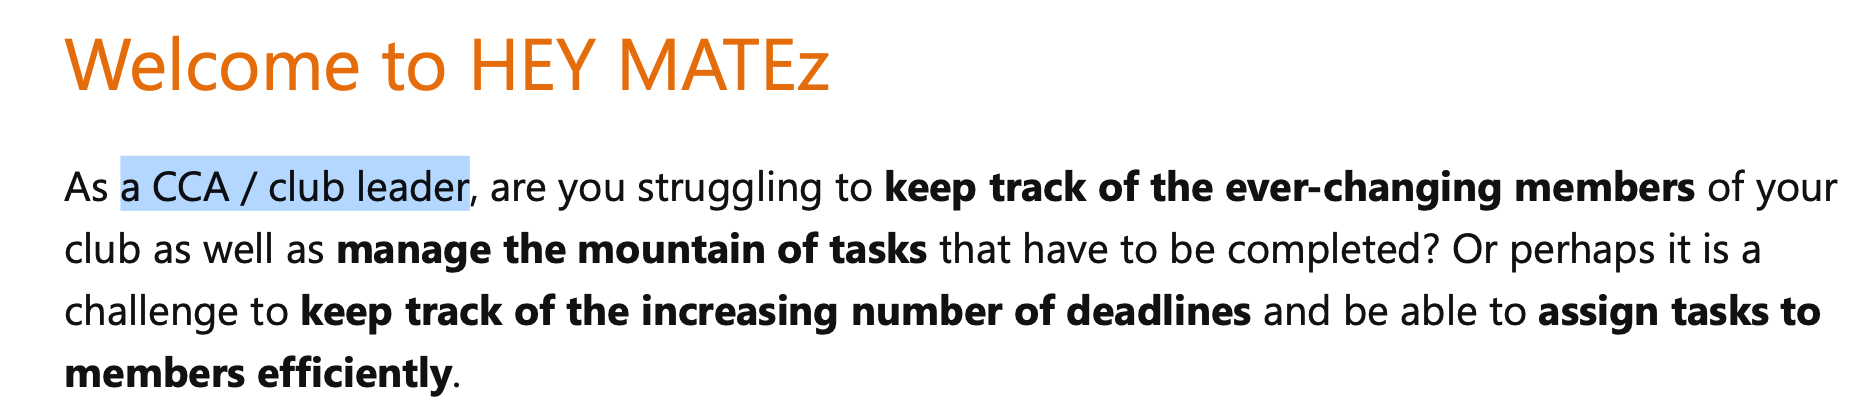 Welcome to HEY MATEz
As a CCA / club leader, are you struggling to keep track of the ever-changing members of your
club as well as manage the mountain of tasks that have to be completed? Or perhaps it is a
challenge to keep track of the increasing number of deadlines and be able to assign tasks to
members efficiently.